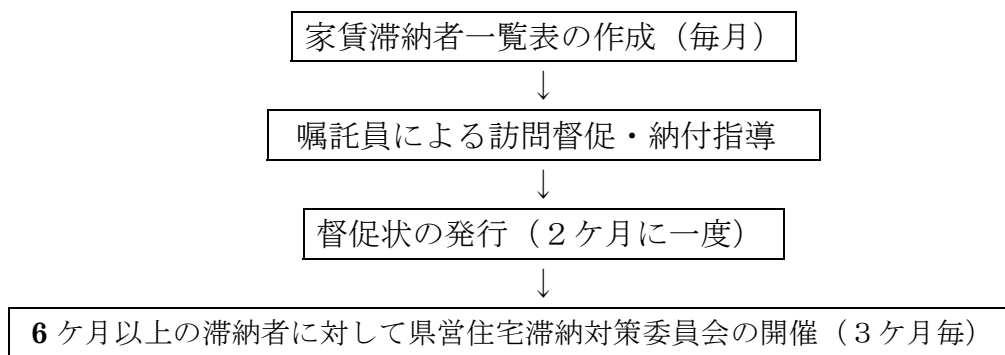 家賃滞納者一覧表の作成（毎月）
↓
嘱託員による訪問督促・納付指導
↓
督促状の発行（２ケ月に一度）
↓
6 ケ月以上の滞納者に対して県営住宅滞納対策委員会の開催（３ケ月毎）